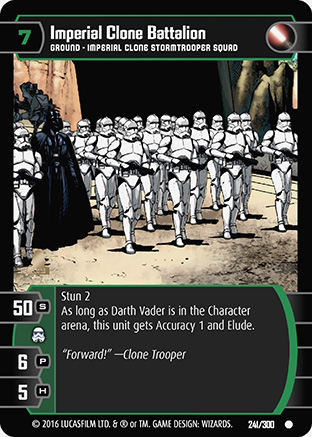 7 Imperial Clone Battalion
GROUND - IMPERIAL CLONE STORMTROOPER SQUAD
Stun 2
50 S
As long as Darth Vader is in the Character
arena, this unit gets Accuracy 1 and Elude.
6 P
“Forward!” —Clone Trooper
5 H
© 2016 LUCASFILM LTD. & ® or TM. GAME DESIGN: WIZARDS. 241/300